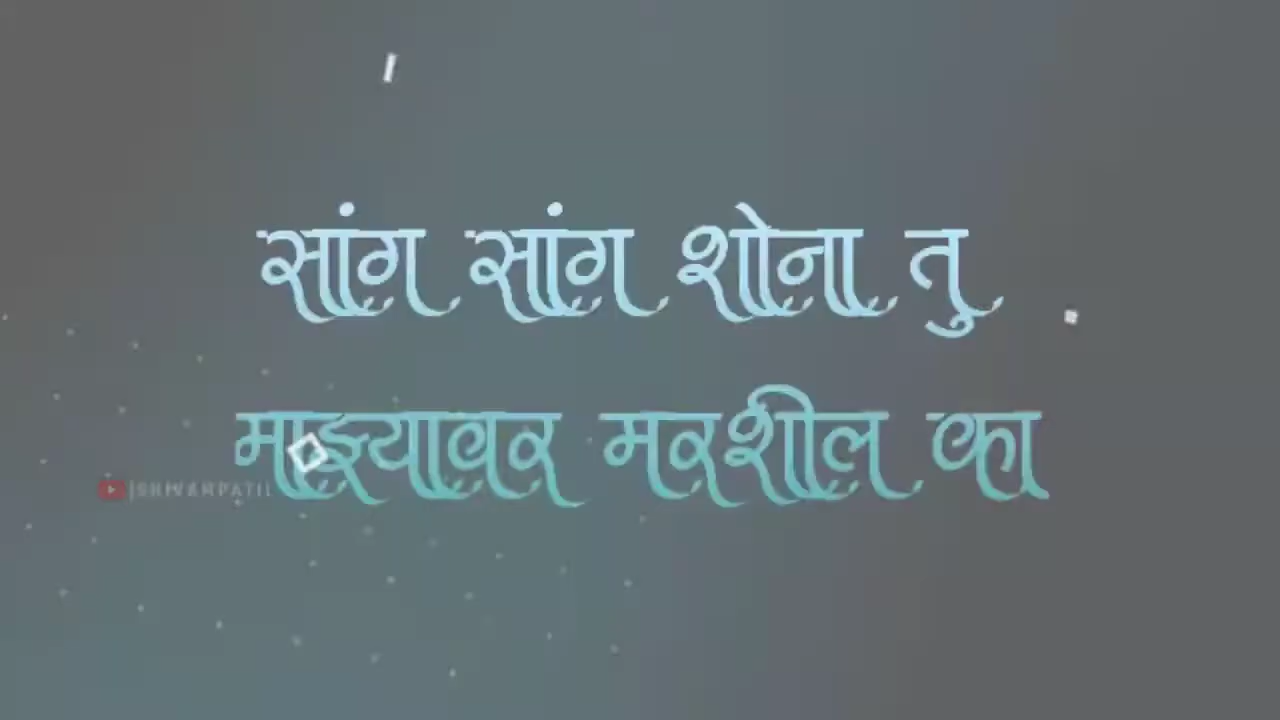 सांग सांग शोना तु
माझ्यावर मरशील का